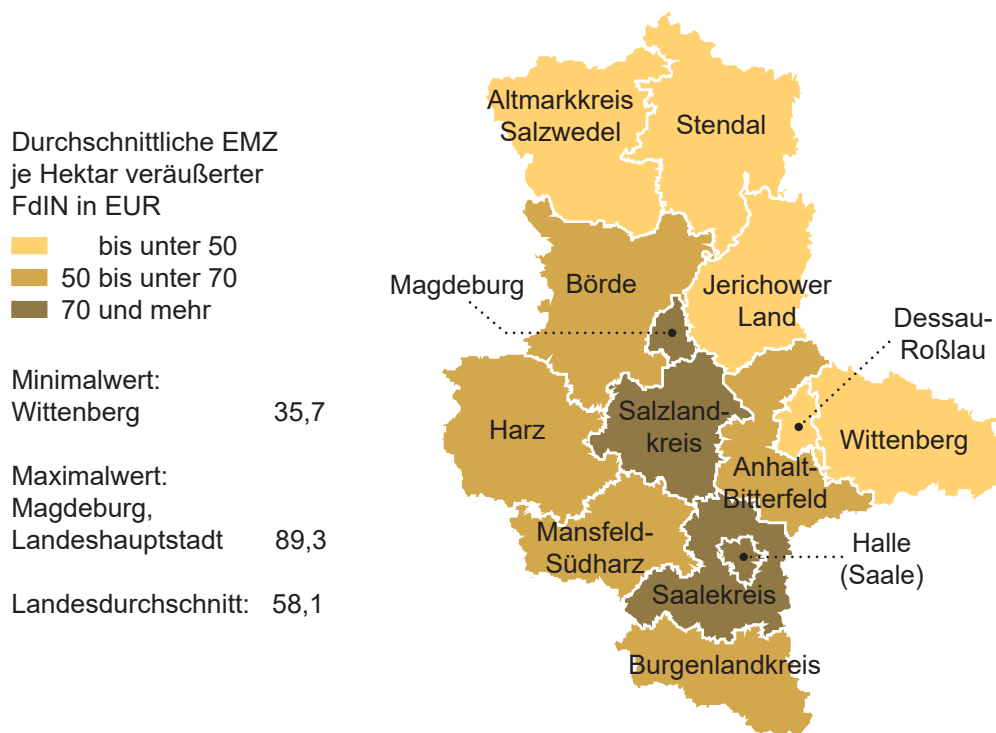 Durchschnittliche EMZ
je Hektar veräußerter
FdlN in EUR
bis unter 50
50 bis unter 70
70 und mehr
Minimalwert:
Wittenberg 35,7
Maximalwert:
Magdeburg,
Landeshauptstadt 89,3
Landesdurchschnitt: 58,1
Altmarkkreis
Salzwedel
Stendal
Börde
Magdeburg
Jerichower
Land
Dessau-
Roßlau
Harz
Salzland-
kreis
Wittenberg
Anhalt-
Bitterfeld
Mansfeld-
Südharz
Halle
(Saale)
Saalekreis
Burgenlandkreis